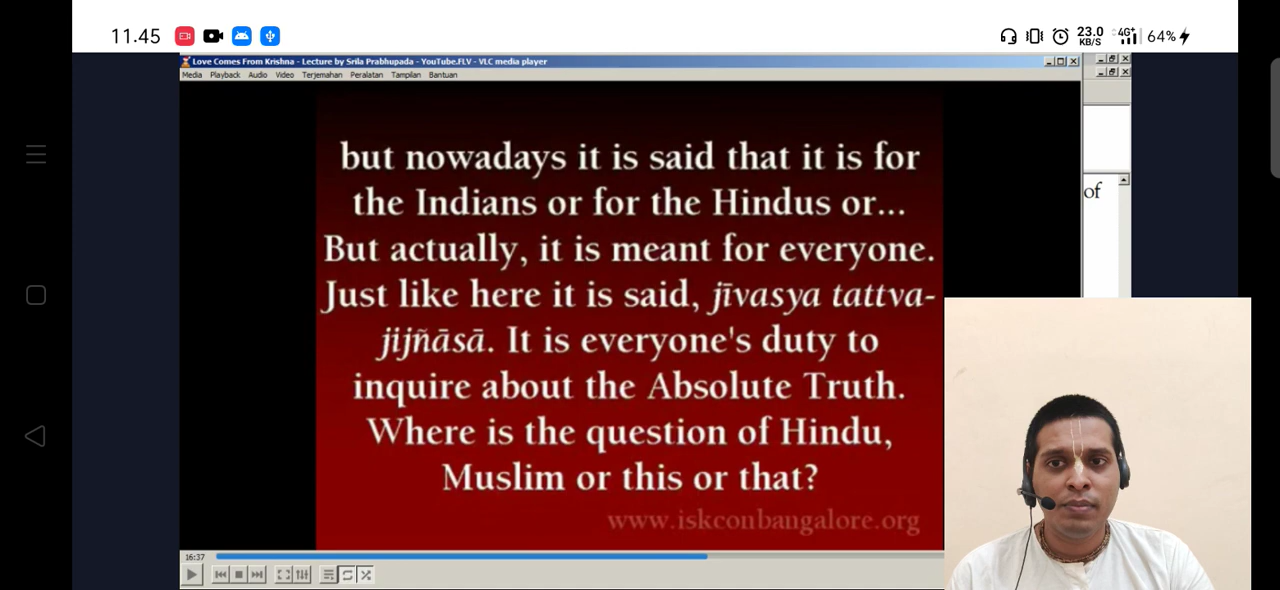 11.45
23.0
KB/S
4G+
64%
Love Comes From Krishna - Lecture by Srila Prabhupada - YouTube.FLV - VLC media player
Media Playback Audio Video Terjemahan Peralatan Tampilan Bantuan
but nowadays it is said that it is for
the Indians or for the Hindus or...
But actually, it is meant for everyone.
Just like here it is said, jīvasya tattva-
jijñāsā. It is everyone's duty to
inquire about the Absolute Truth.
Where is the question of Hindu,
Muslim or this or that?
www.iskconbangalore.org
of
16:37